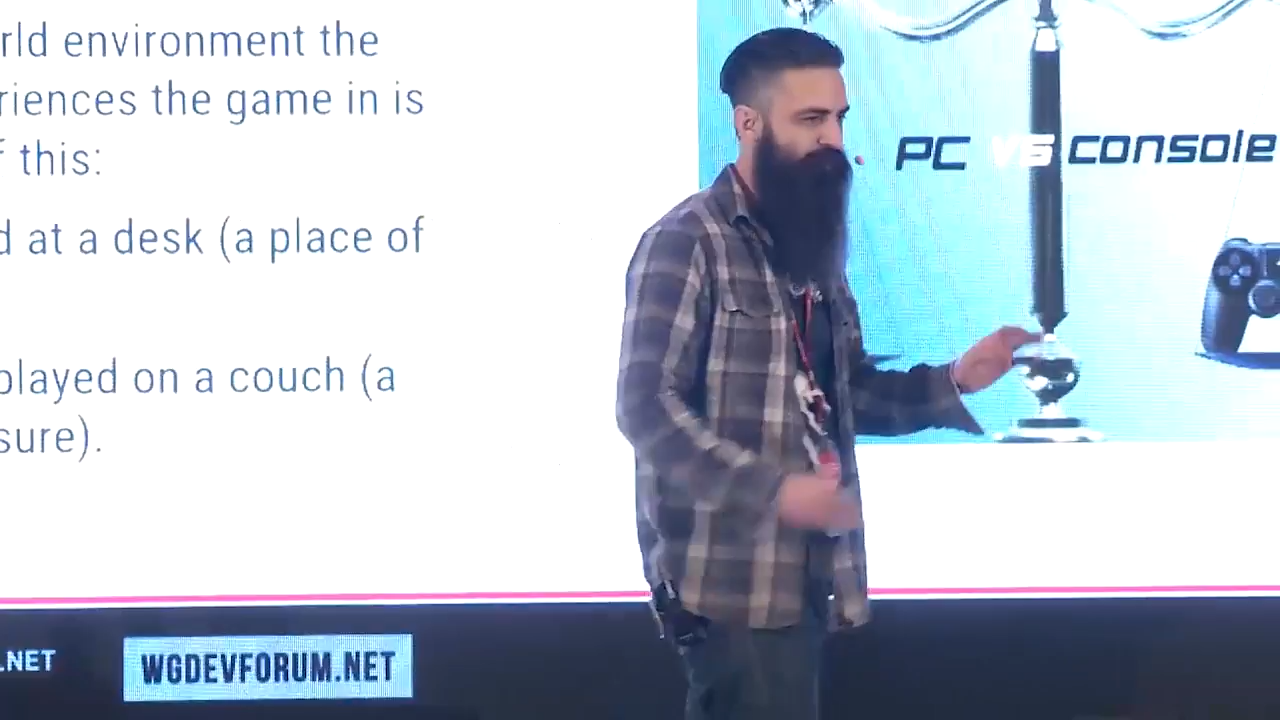 rld environment the
riences the game in is
f this:
d at a desk (a place of
played on a couch (a
sure).
PC VS CONSOLE
.NET
WGDEVFORUM.NET